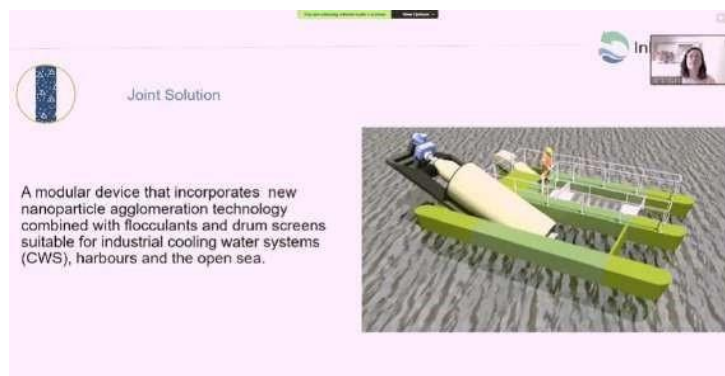 In
Joint Solution
A modular device that incorporates new
nanoparticle agglomeration technology
combined with flocculants and drum screens
suitable for industrial cooling water systems
(CWS), harbours and the open sea.